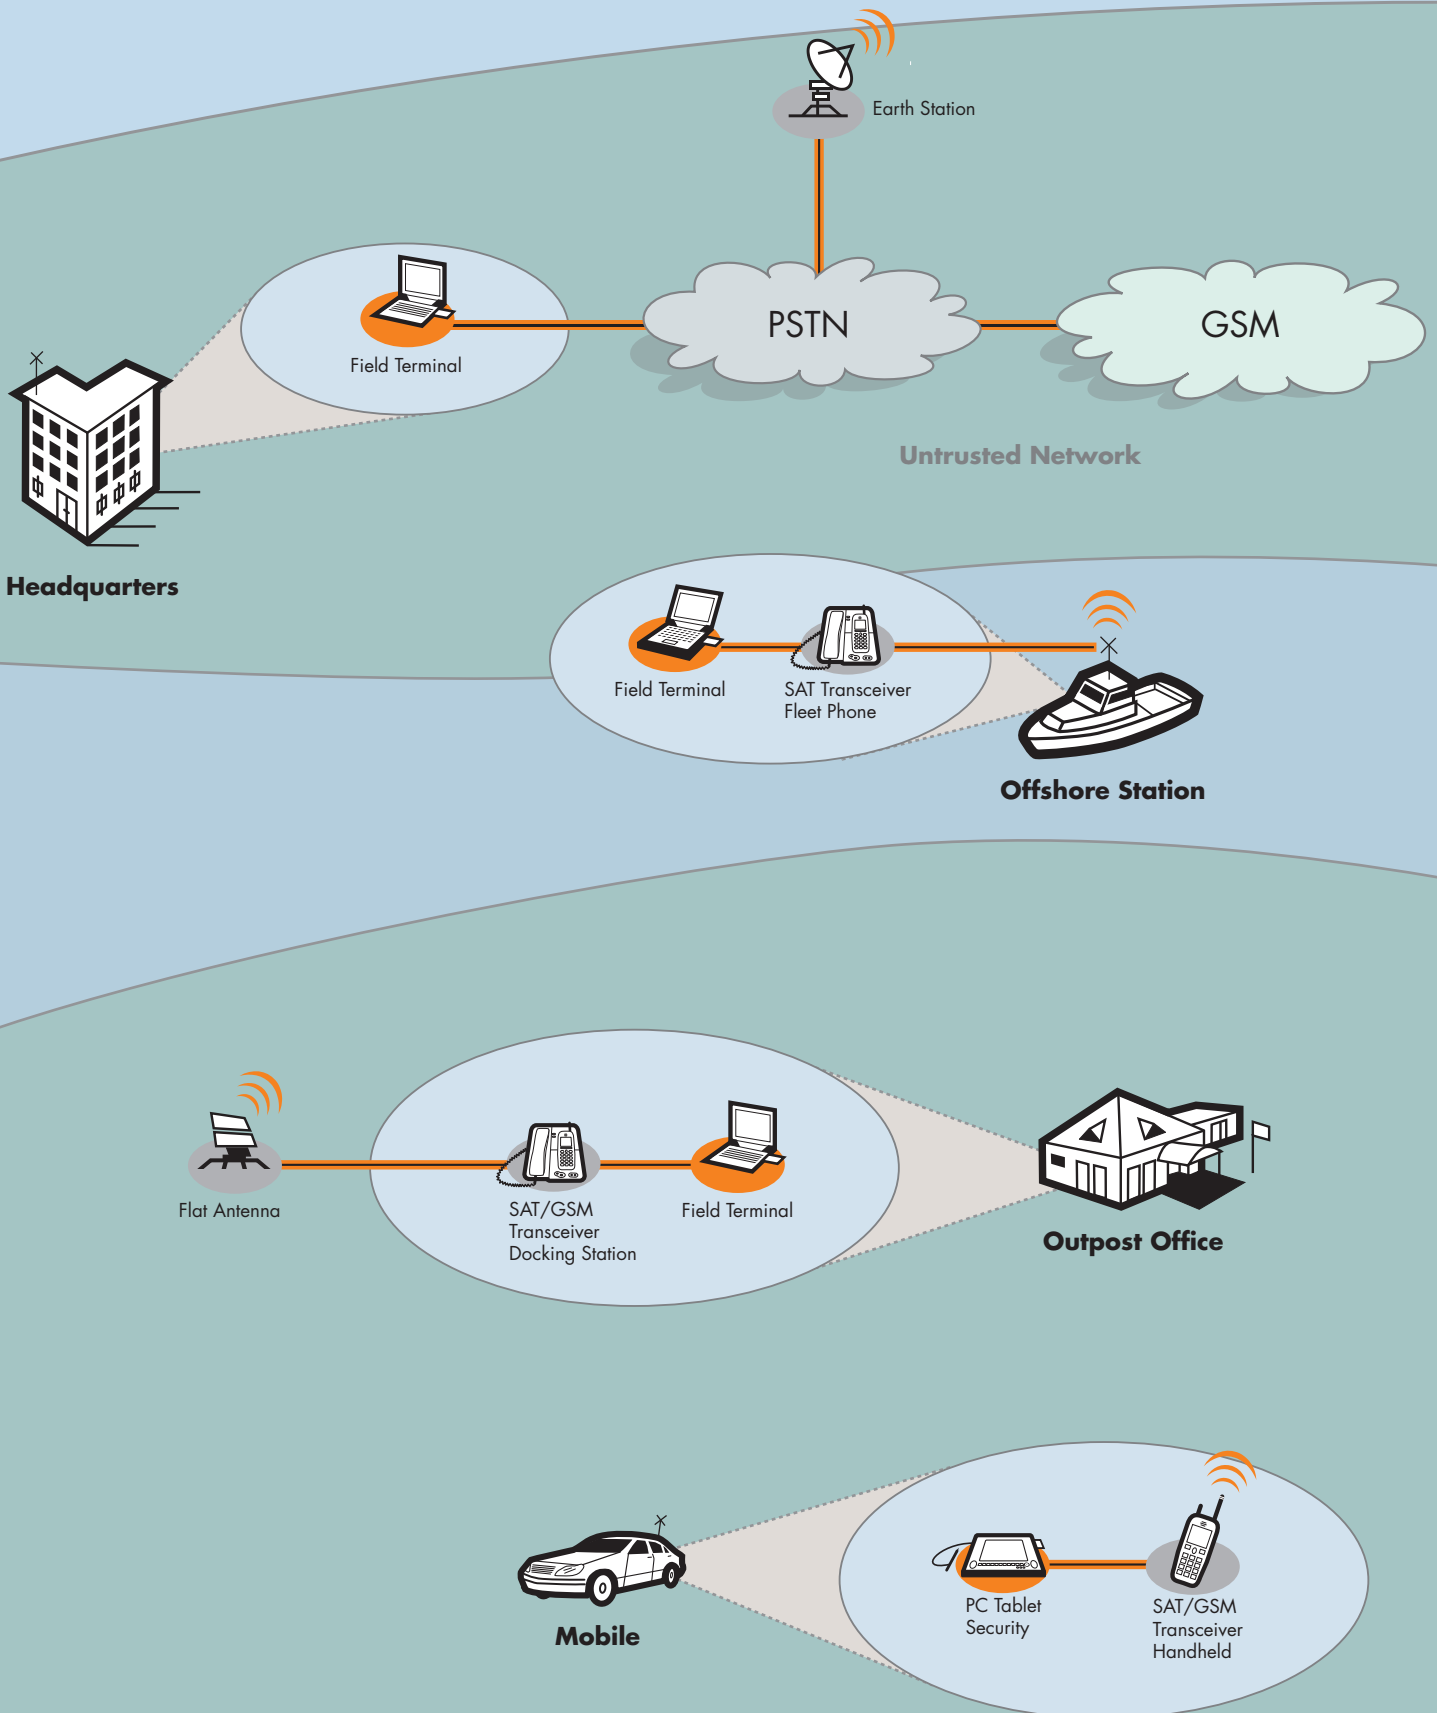 Earth Station
PSTN
GSM
Field Terminal
Untrusted Network
Headquarters
Field Terminal
SAT Transceiver
Fleet Phone
Offshore Station
Flat Antenna
SAT/GSM
Transceiver
Docking Station
Field Terminal
Outpost Office
Mobile
PC Tablet
Security
SAT/GSM
Transceiver
Handheld